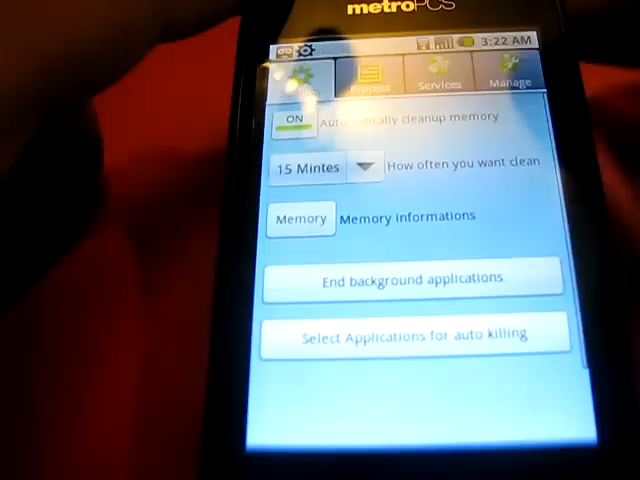 metroPCS
3:22 AM
Process Services Manage
ON Automatically cleanup memory
15 Mintes How often you want clean
Memory Memory Informations
End background applications
Select Applications for auto killing